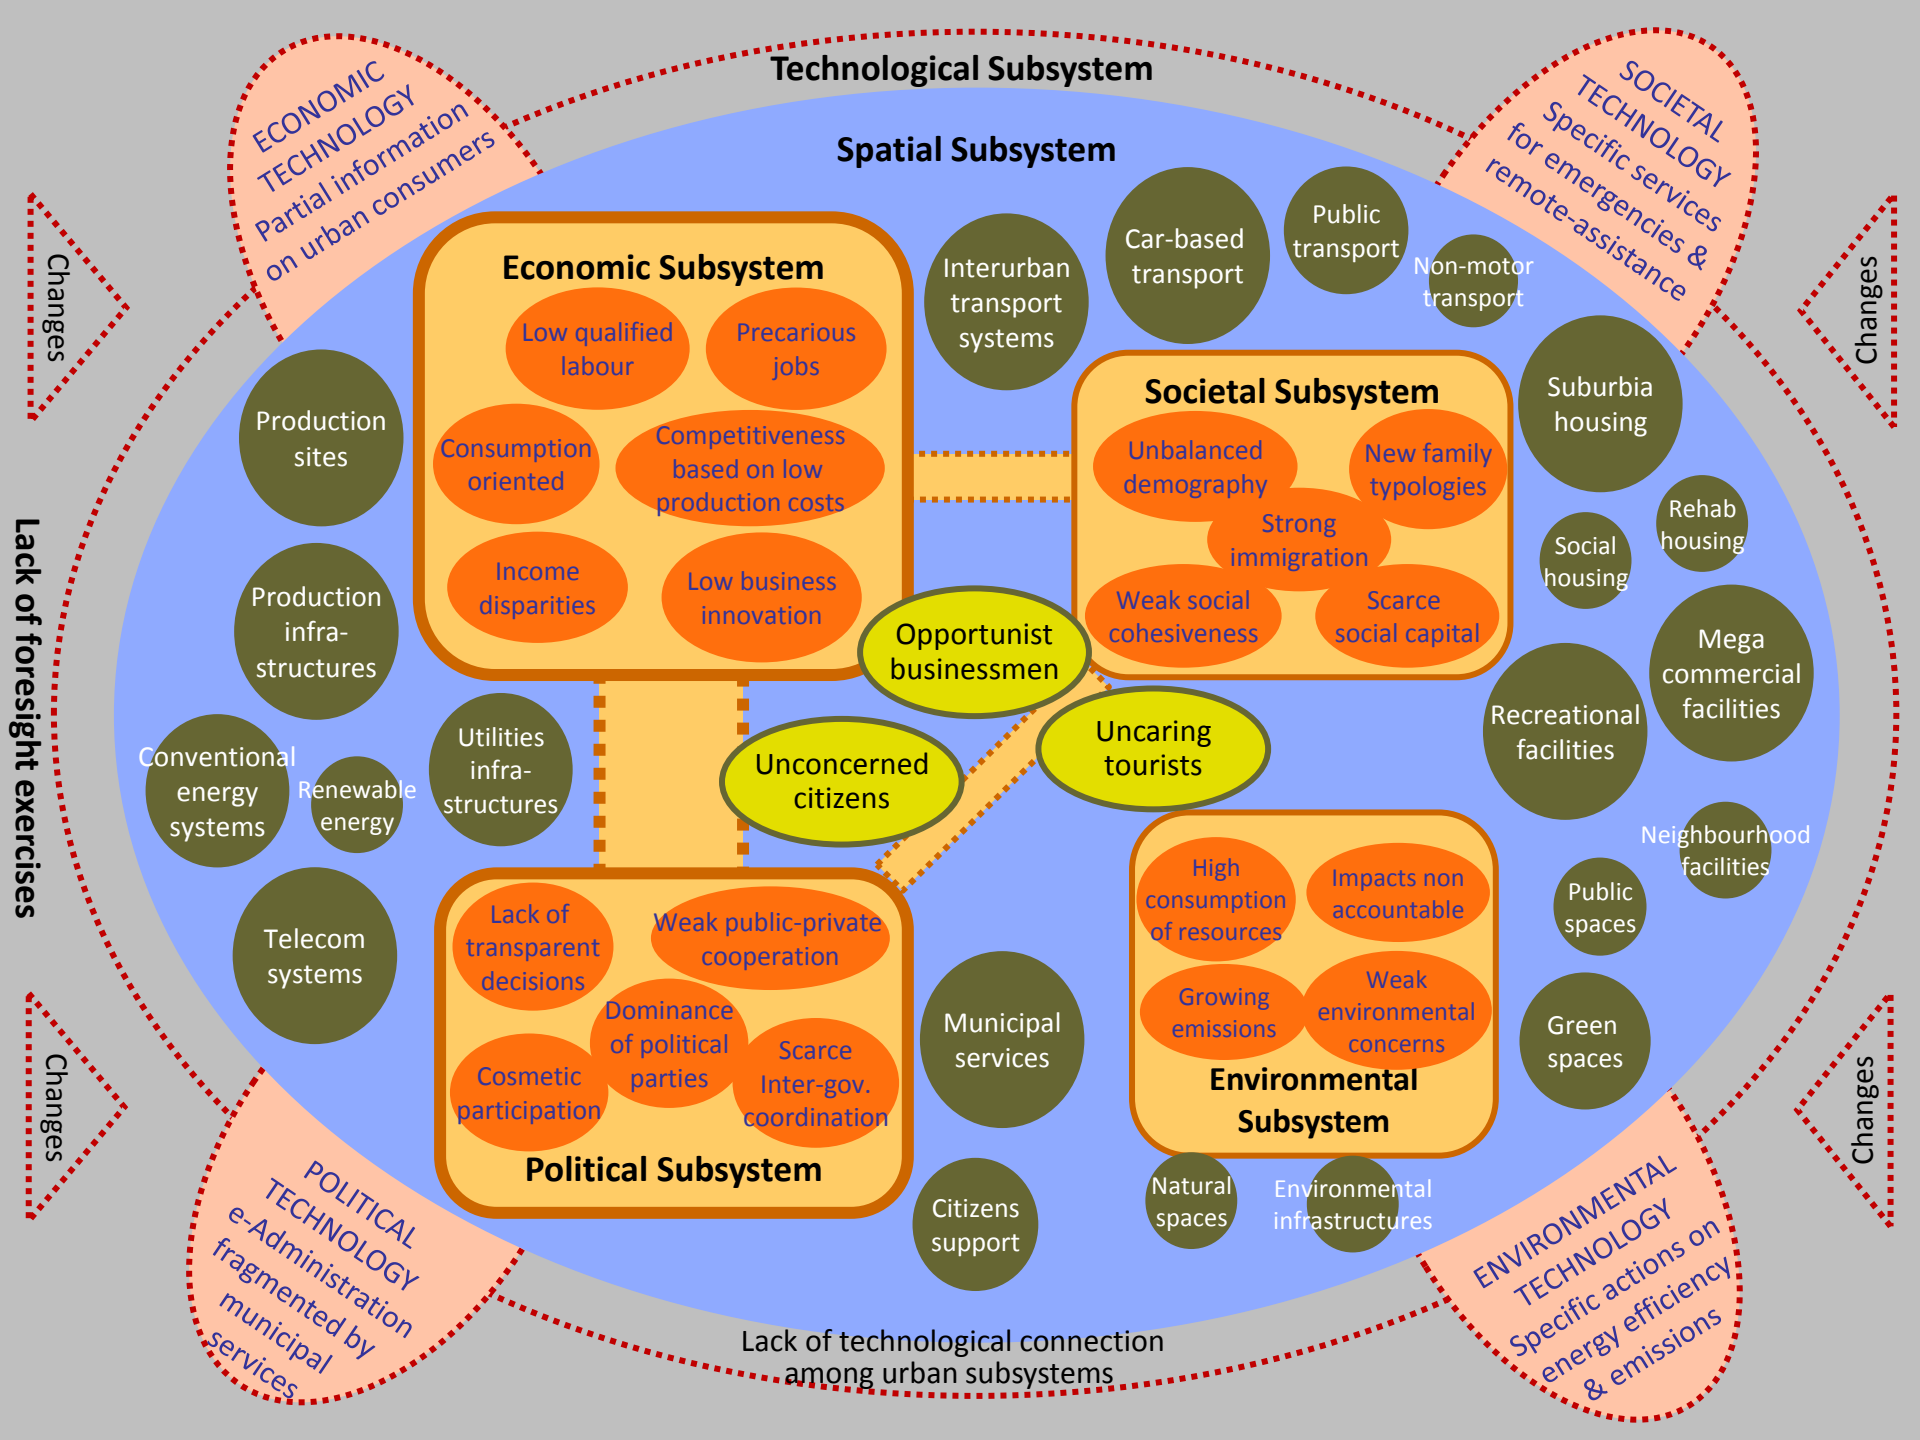 Technological Subsystem
Spatial Subsystem
ECONOMIC
TECHNOLOGY
Partial information
on urban consumers
SOCIETAL
TECHNOLOGY
Specific services
for emergencies &
remote-assistance
Changes
Changes
Lack of foresight exercises
Economic Subsystem
Low qualified
labour
Precarious
jobs
Consumption
oriented
Competitiveness
based on low
production costs
Income
disparities
Low business
innovation
Interurban
transport
systems
Car-based
transport
Public
transport
Non-motor
transport
Societal Subsystem
Unbalanced
demography
New family
typologies
Strong
immigration
Weak social
cohesiveness
Scarce
social capital
Suburbia
housing
Rehab
housing
Social
housing
Mega
commercial
facilities
Recreational
facilities
Neighbourhood
facilities
Public
spaces
Green
spaces
Production
sites
Production
infra-
structures
Conventional
energy
systems
Renewable
energy
Utilities
infra-
structures
Telecom
systems
Opportunist
businessmen
Unconcerned
citizens
Uncaring
tourists
Lack of
transparent
decisions
Weak public-private
cooperation
Dominance
of political
parties
Cosmetic
participation
Scarce
Inter-gov.
coordination
Political Subsystem
Municipal
services
Citizens
support
High
consumption
of resources
Impacts non
accountable
Growing
emissions
Weak
environmental
concerns
Environmental
Subsystem
Natural
spaces
Environmental
infrastructures
Changes
Changes
POLITICAL
TECHNOLOGY
e-Administration
fragmented by
municipal
services
ENVIRONMENTAL
TECHNOLOGY
Specific actions on
energy efficiency
& emissions
Lack of technological connection
among urban subsystems